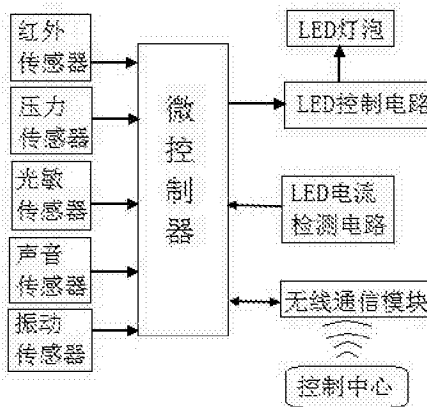 红外
传感器
压力
传感器
光敏
传感器
声音
传感器
振动
传感器
微
控
制
器
LED灯泡
LED控制电路
LED电流
检测电路
无线通信模块
控制中心